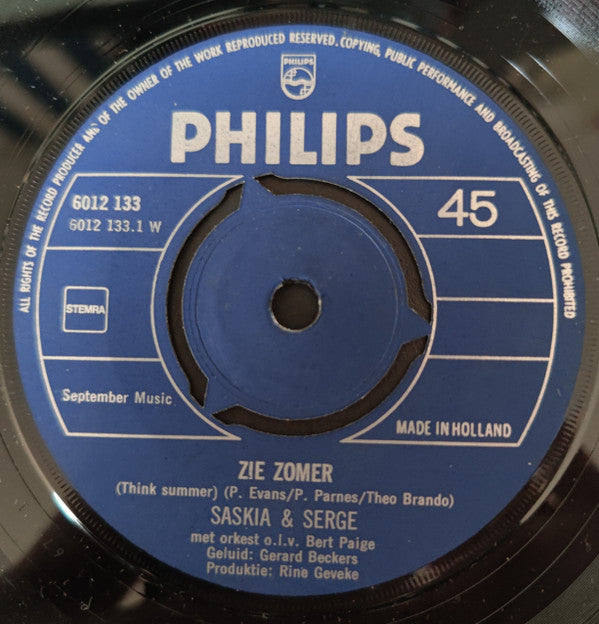 ALL RIGHTS OF THE RECORD PRODUCER AND OF THE OWNER OF THE WORK REPRODUCED RESERVED. COPYING, PUBLIC PERFORMANCE AND BROADCASTING OF THIS RECORD PROHIBITED
PHILIPS
PHILIPS
6012 133
45
6012 133.1 W
STEMRA
September Music
MADE IN HOLLAND
ZIE ZOMER
(Think summer) (P. Evans/P. Parnes/Theo Brando)
SASKIA & SERGE
met orkest o.l.v. Bert Paige
Geluid: Gerard Beckers
Produktie: Rine Geveke